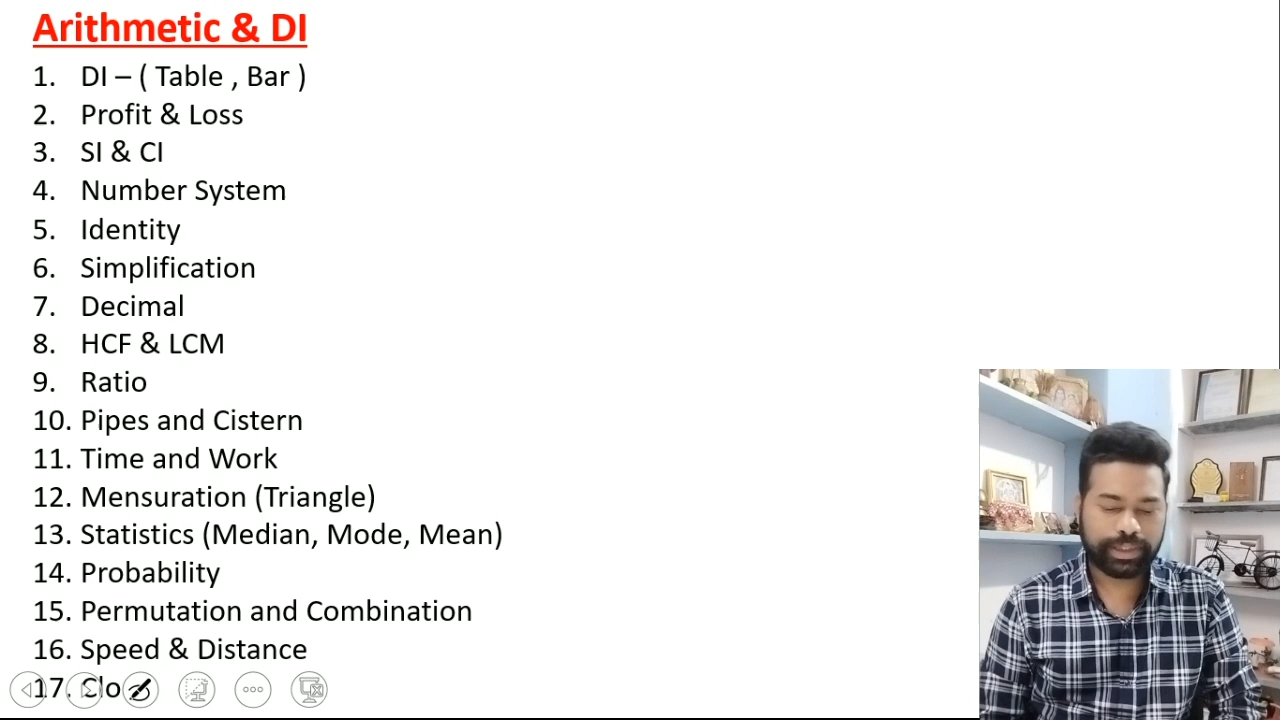 Arithmetic & DI
1. DI – ( Table , Bar )
2. Profit & Loss
3. SI & CI
4. Number System
5. Identity
6. Simplification
7. Decimal
8. HCF & LCM
9. Ratio
10. Pipes and Cistern
11. Time and Work
12. Mensuration (Triangle)
13. Statistics (Median, Mode, Mean)
14. Probability
15. Permutation and Combination
16. Speed & Distance
17.